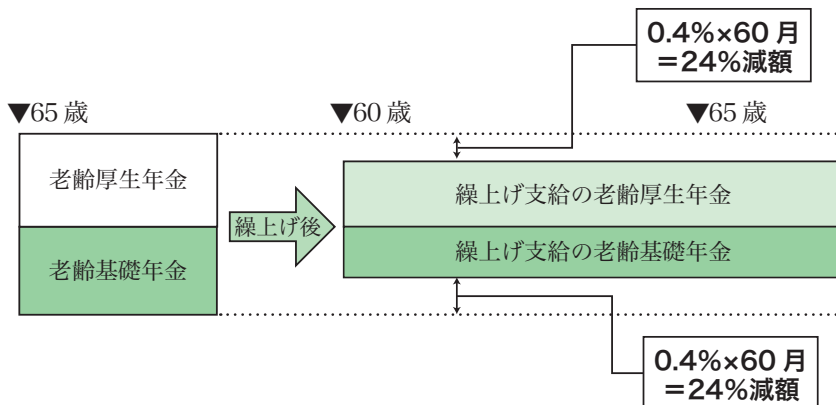 0.4%×60月
＝24%減額
▼65歳
▼60歳
▼65歳
老齢厚生年金
繰上げ支給の老齢厚生年金
繰上げ後
老齢基礎年金
繰上げ支給の老齢基礎年金
0.4%×60月
＝24%減額